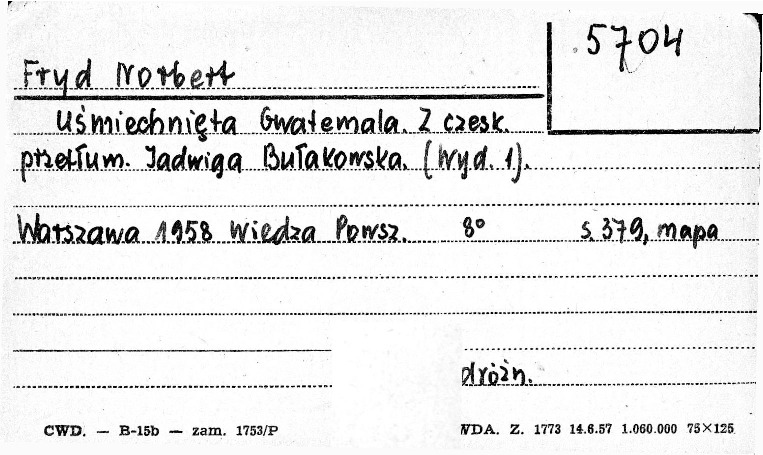 5704
Fryd Norbert
Uśmiechnięta Gwatemala. Z czesk.
przetłum. Jadwiga Bułakowska. (Wyd. 1).
Warszawa 1958 Wiedza Powsz. 8° s. 379, mapa
dróżn.
CWD. — B-15b — zam. 1753/P WDA. Z. 1773 14.6.57 1.060.000 75×125